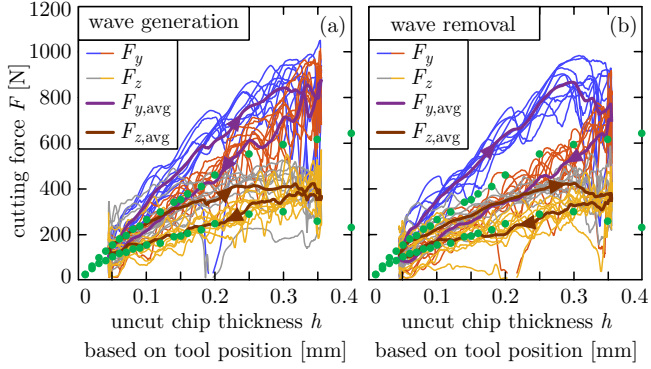 wave generation (a)
F_y
F_z
F_y,avg
F_z,avg
cutting force F [N]
1200
1000
800
600
400
200
0
0.1
0.2
0.3
0.4
uncut chip thickness h
based on tool position [mm]
wave removal (b)
F_y
F_z
F_y,avg
F_z,avg
0
0.1
0.2
0.3
0.4
uncut chip thickness h
based on tool position [mm]